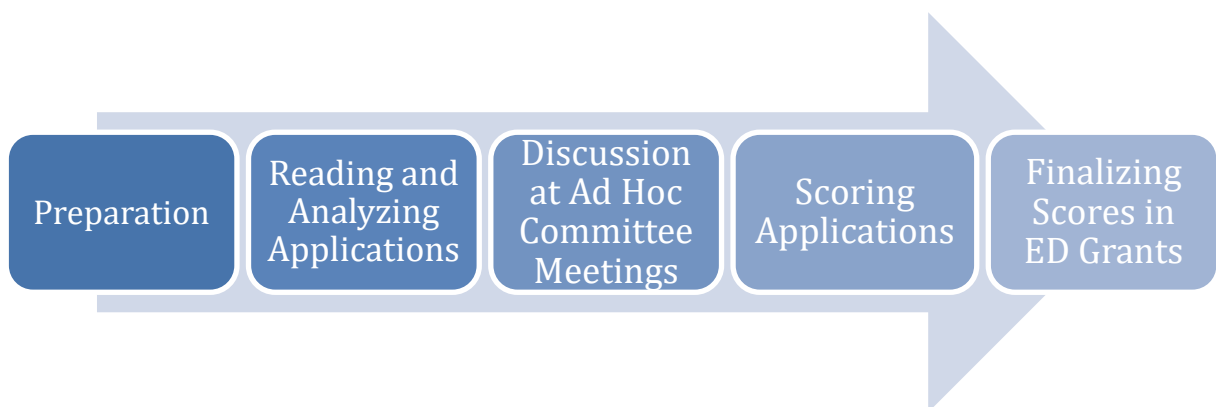 Preparation
Reading and
Analyzing
Applications
Discussion
at Ad Hoc
Committee
Meetings
Scoring
Applications
Finalizing
Scores in
ED Grants